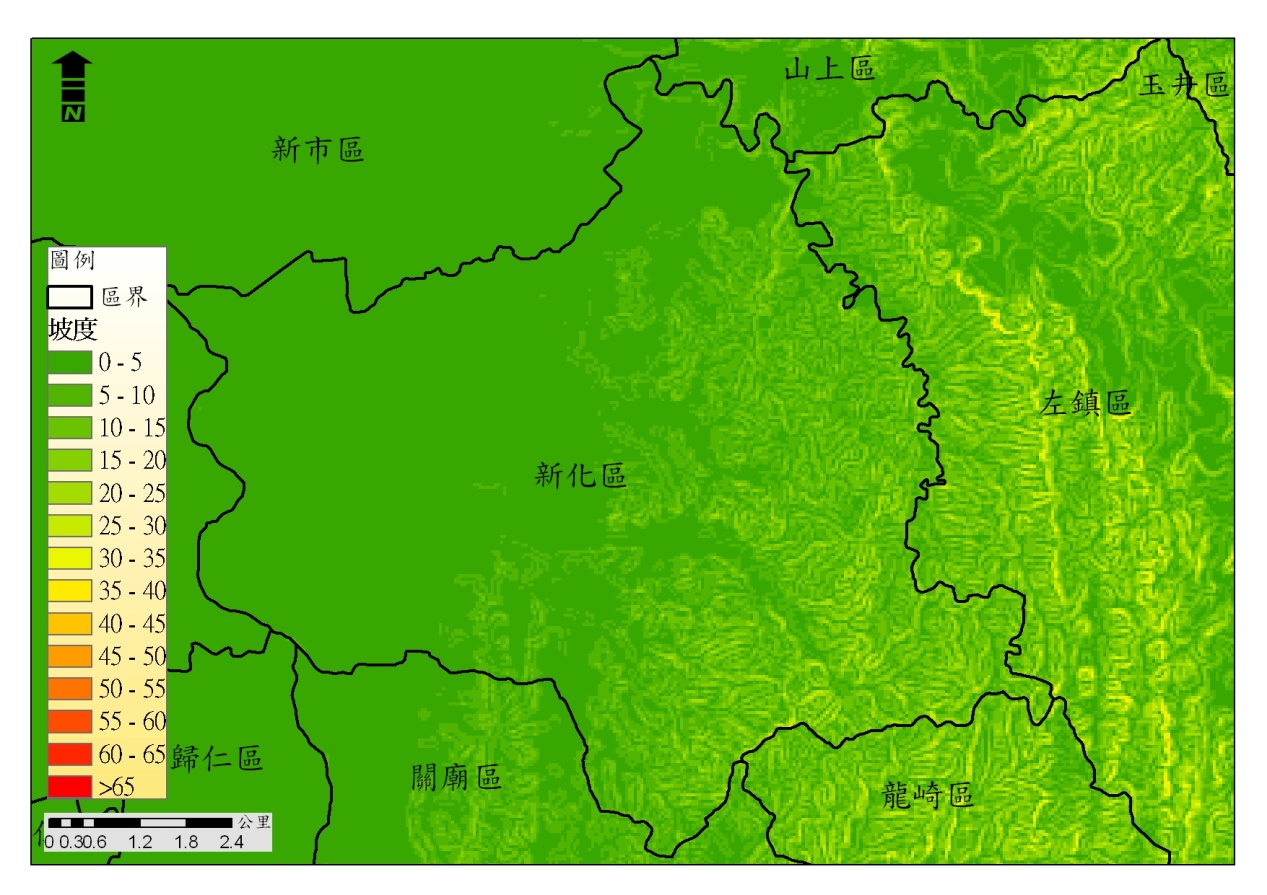 N
山上區
玉井區
新市區
圖例
區界
坡度
0 - 5
5 - 10
10 - 15
15 - 20
20 - 25
25 - 30
30 - 35
35 - 40
40 - 45
45 - 50
50 - 55
55 - 60
60 - 65
>65
左鎮區
新化區
歸仁區
關廟區
龍崎區
公里
0 0.30.6 1.2 1.8 2.4